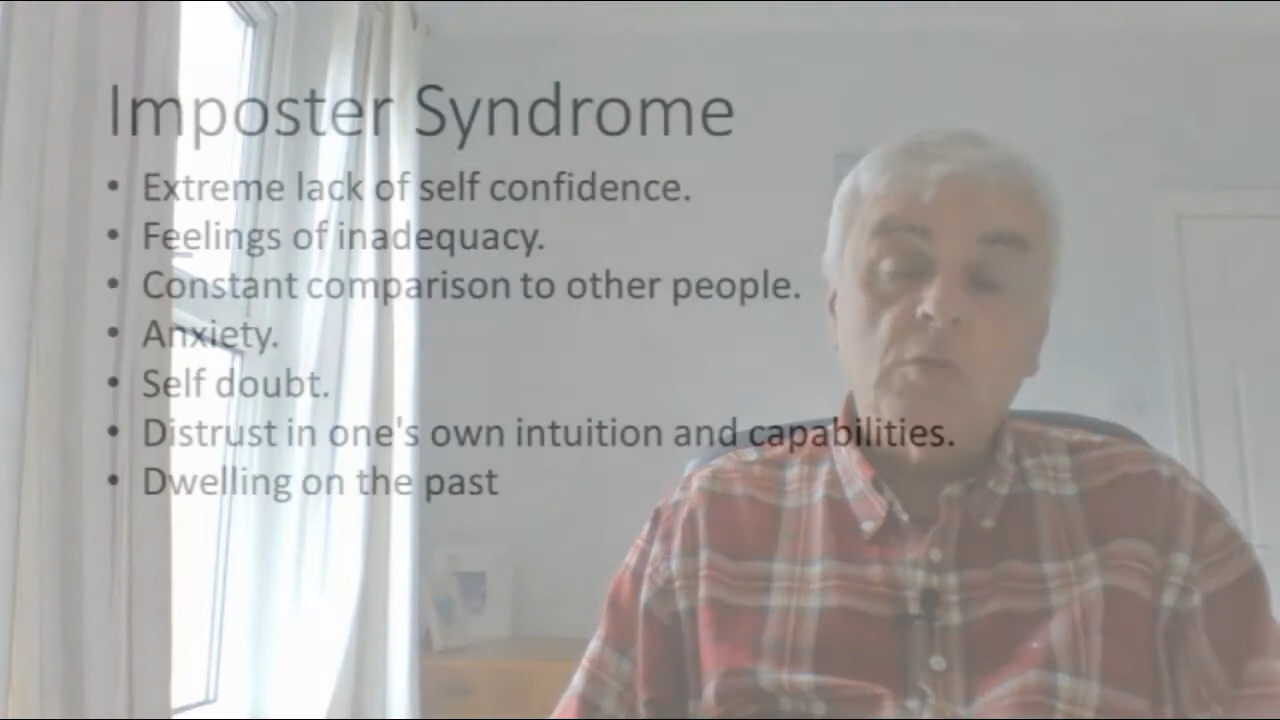 Imposter Syndrome
• Extreme lack of self confidence.
• Feelings of inadequacy.
• Constant comparison to other people.
• Anxiety.
• Self doubt.
• Distrust in one's own intuition and capabilities.
• Dwelling on the past